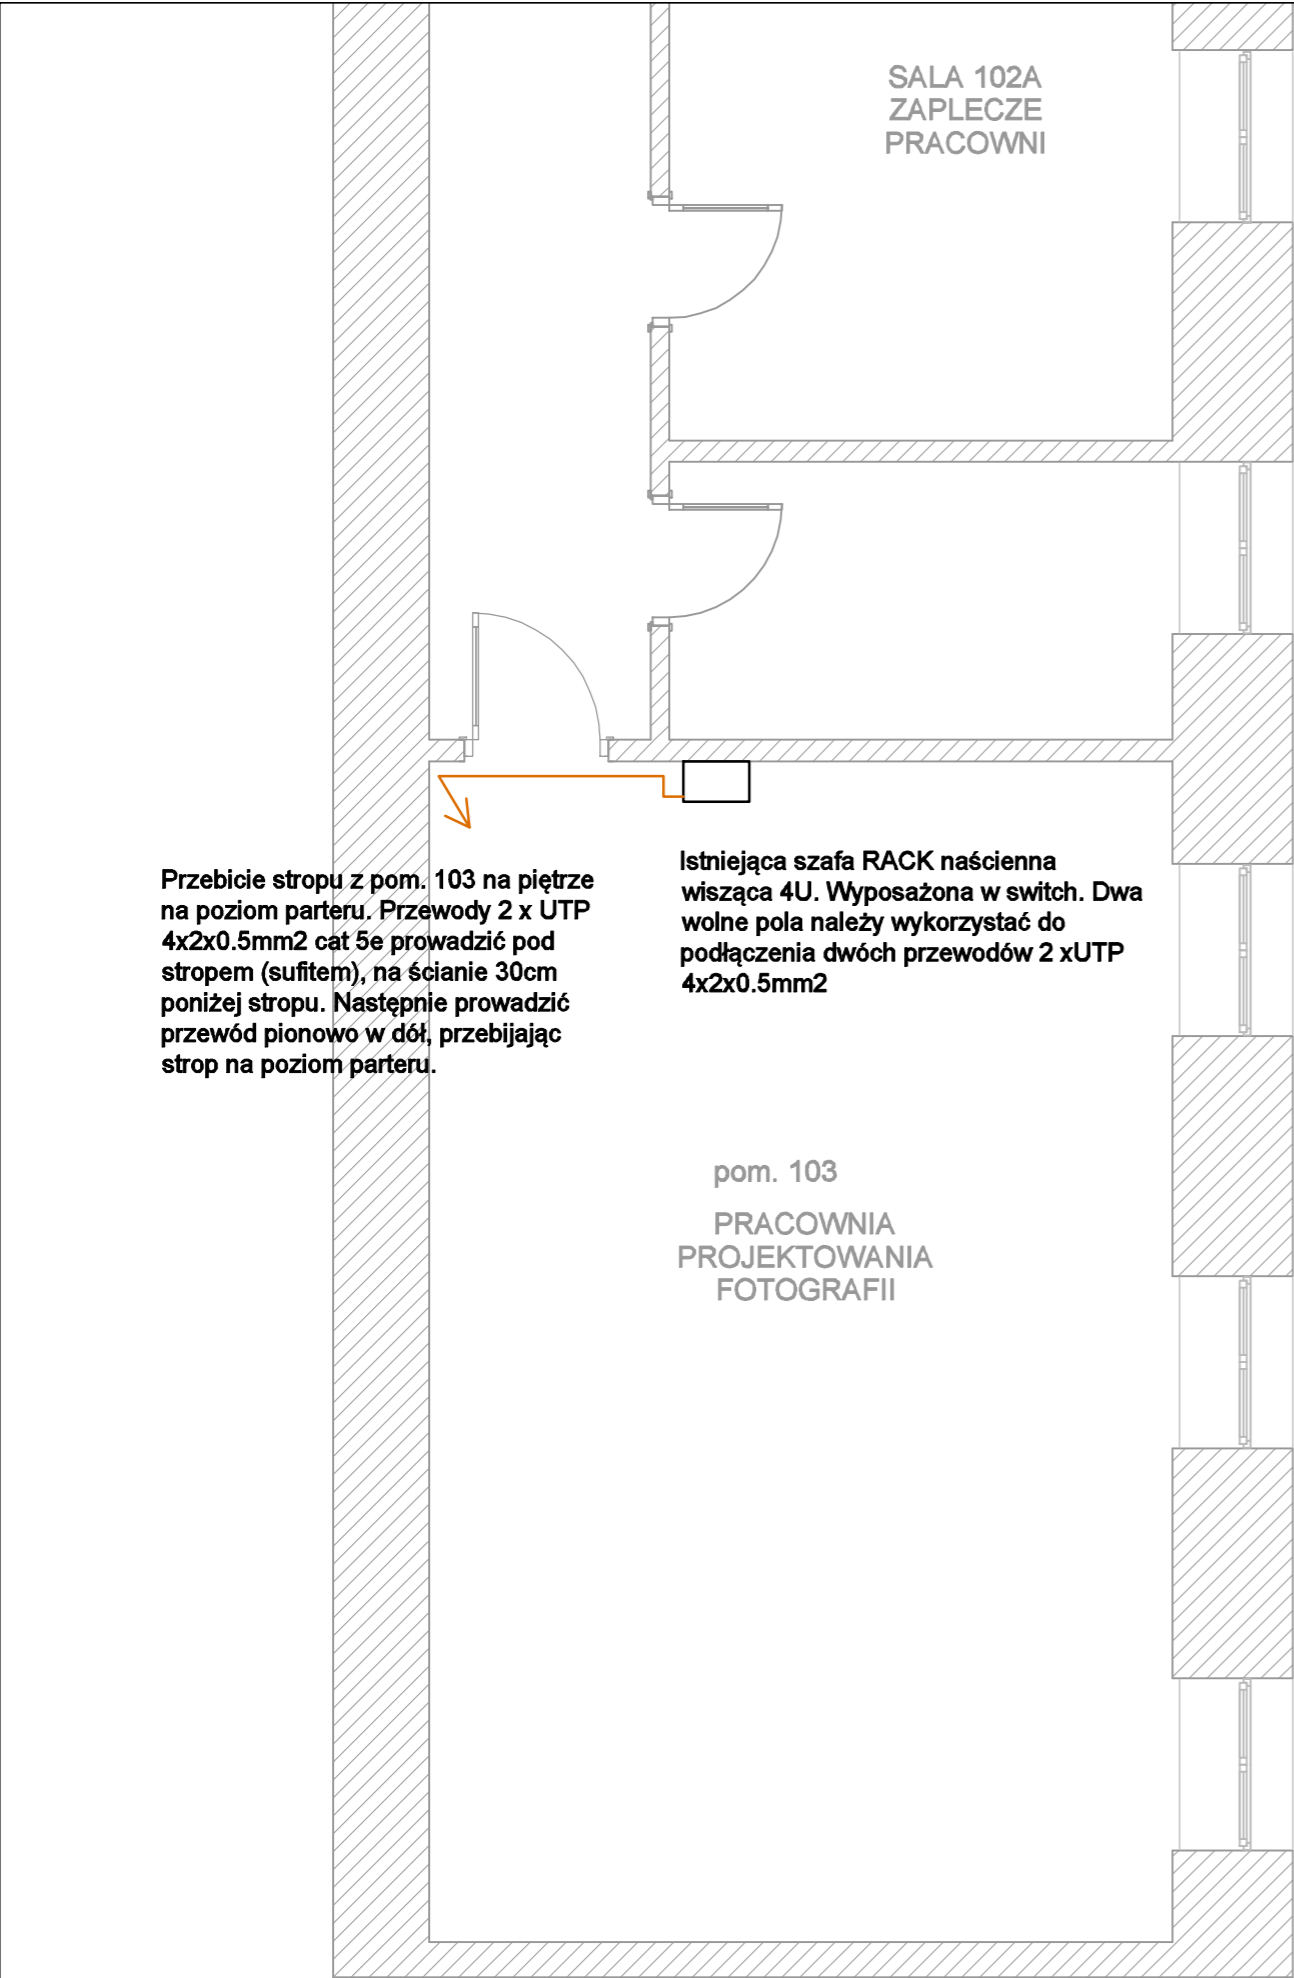 SALA 102A
ZAPLECZE
PRACOWNI
Przebicie stropu z pom. 103 na piętrze
na poziom parteru. Przewody 2 x UTP
4x2x0.5mm2 cat 5e prowadzić pod
stropem (sufitem), na ścianie 30cm
poniżej stropu. Następnie prowadzić
przewód pionowo w dół, przebijając
strop na poziom parteru.
Istniejąca szafa RACK naścienna
wisząca 4U. Wyposażona w switch. Dwa
wolne pola należy wykorzystać do
podłączenia dwóch przewodów 2 xUTP
4x2x0.5mm2
pom. 103
PRACOWNIA
PROJEKTOWANIA
FOTOGRAFII